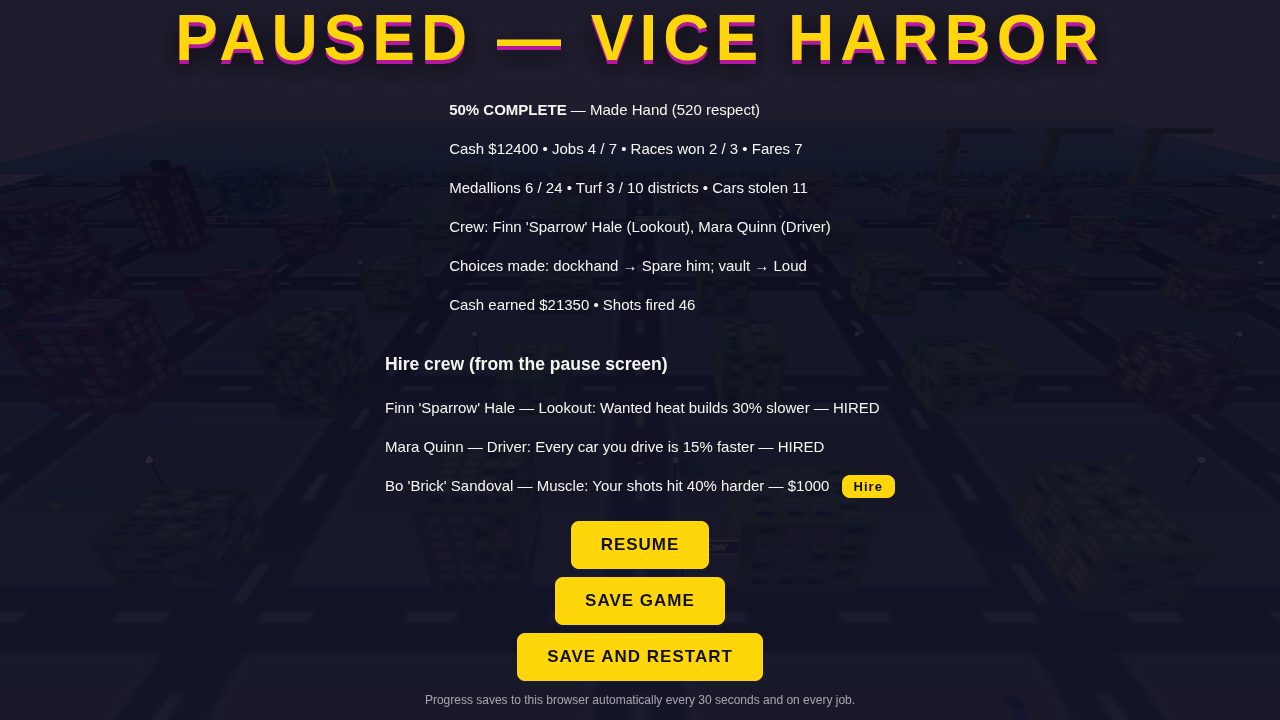 PAUSED — VICE HARBOR
50% COMPLETE — Made Hand (520 respect)
Cash $12400 • Jobs 4 / 7 • Races won 2 / 3 • Fares 7
Medallions 6 / 24 • Turf 3 / 10 districts • Cars stolen 11
Crew: Finn 'Sparrow' Hale (Lookout), Mara Quinn (Driver)
Choices made: dockhand → Spare him; vault → Loud
Cash earned $21350 • Shots fired 46
Hire crew (from the pause screen)
Finn 'Sparrow' Hale — Lookout: Wanted heat builds 30% slower — HIRED
Mara Quinn — Driver: Every car you drive is 15% faster — HIRED
Bo 'Brick' Sandoval — Muscle: Your shots hit 40% harder — $1000 Hire
RESUME
SAVE GAME
SAVE AND RESTART
Progress saves to this browser automatically every 30 seconds and on every job.